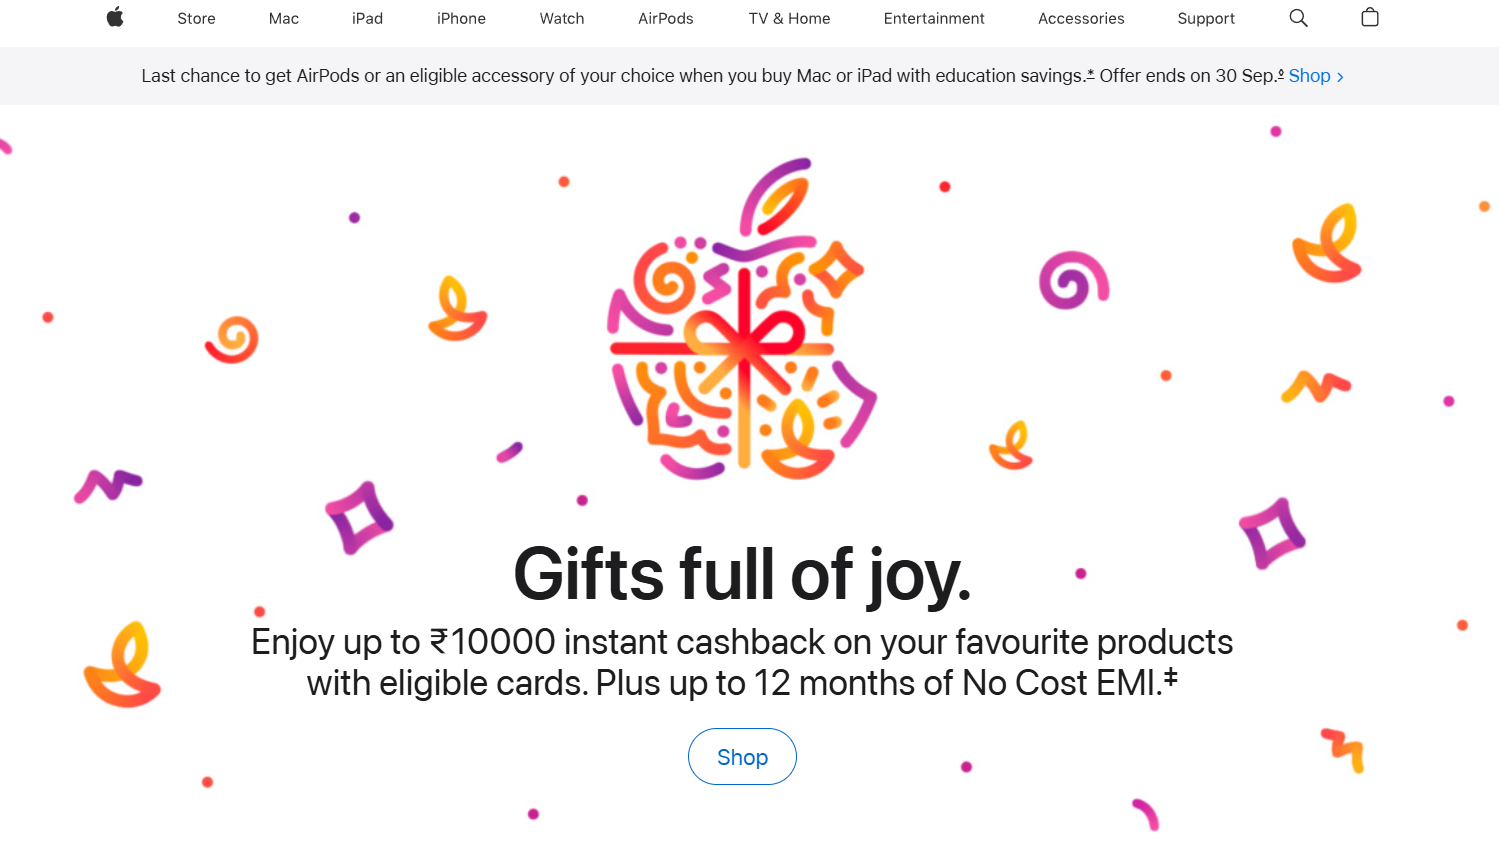 Store Mac iPad iPhone Watch AirPods TV & Home Entertainment Accessories Support
Last chance to get AirPods or an eligible accessory of your choice when you buy Mac or iPad with education savings.* Offer ends on 30 Sep.◊ Shop >
Gifts full of joy.
Enjoy up to ₹10000 instant cashback on your favourite products
with eligible cards. Plus up to 12 months of No Cost EMI.‡
Shop